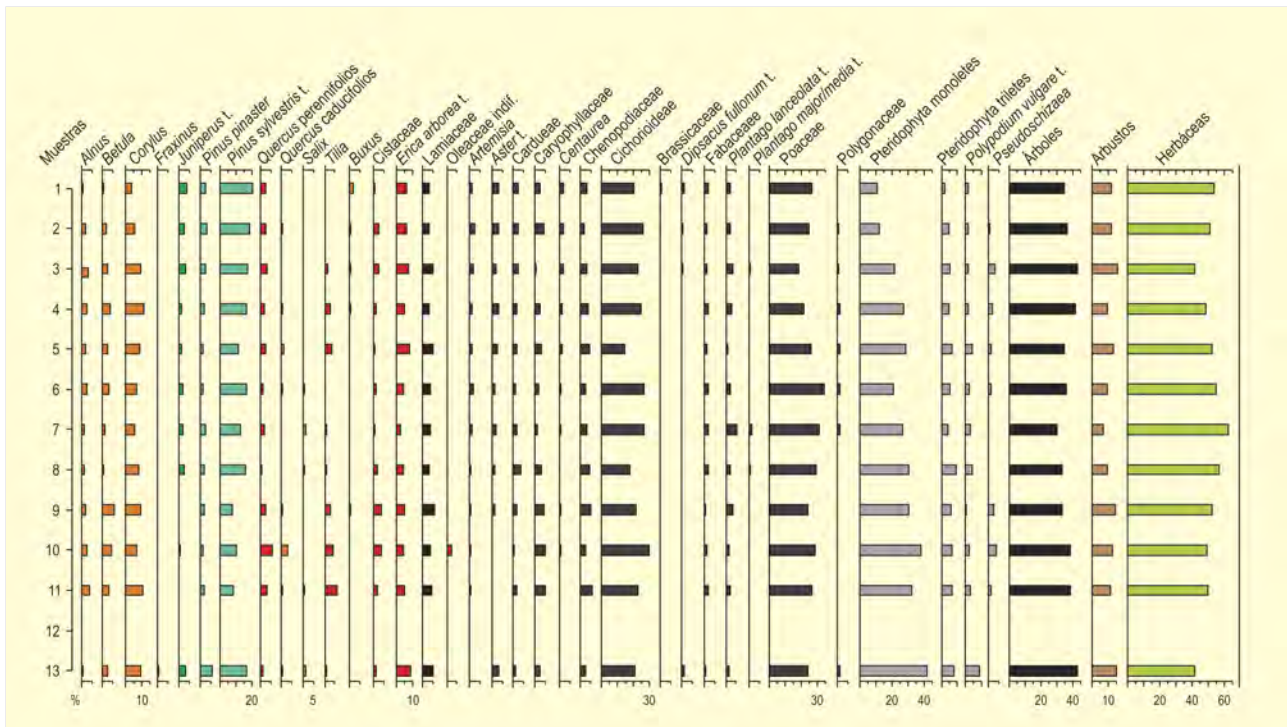 Muestras
Alnus
Betula
Corylus
Fraxinus
Juniperus t.
Pinus pinaster
Pinus sylvestris t.
Quercus perennifolios
Quercus caducifolios
Salix
Tilia
Buxus
Cistaceae
Erica arborea t.
Lamiaceae
Oleaceae indif.
Artemisia
Aster t.
Cardueae
Caryophyllaceae
Centaurea
Chenopodiaceae
Cichorioideae
Brassicaceae
Dipsacus fullonum t.
Fabaceae
Plantago lanceolata t.
Plantago major/media t.
Poaceae
Polygonaceae
Pteridophyta monoletes
Pteridophyta triletes
Polypodium vulgare t.
Pseudoschizaea
Árboles
Arbustos
Herbáceas
1
2
3
4
5
6
7
8
9
10
11
12
13
% 10 20 5 10 30 30 20 40 20 40 10 20 40 60